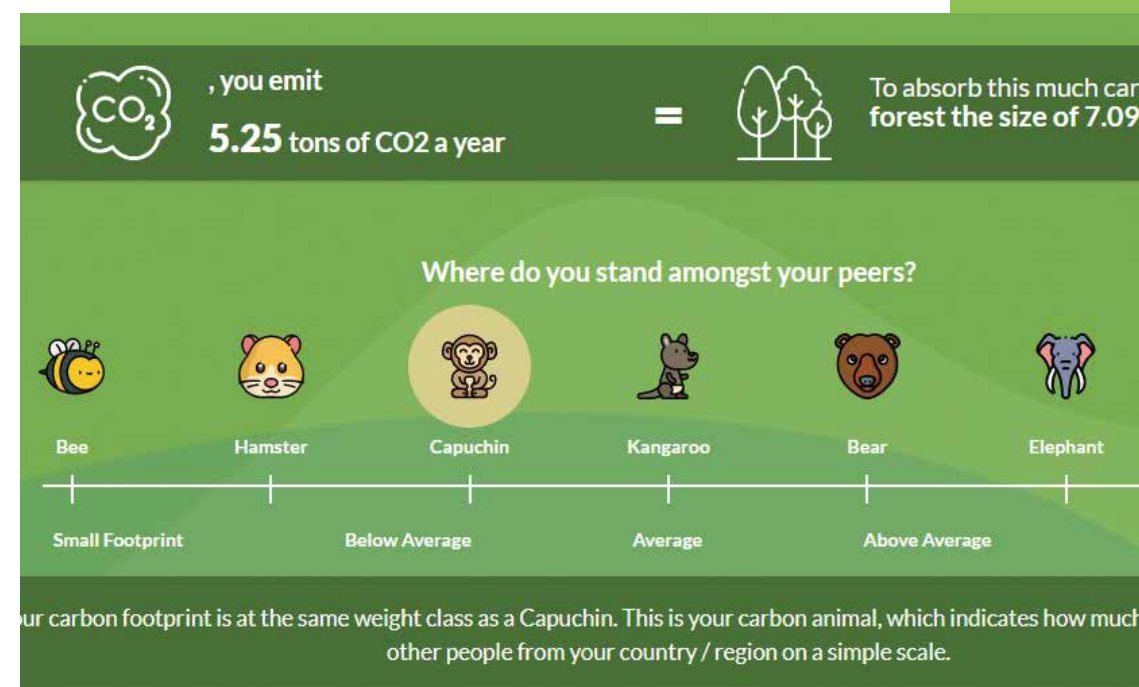 CO2
, you emit
5.25 tons of CO2 a year
=
To absorb this much car
forest the size of 7.09
Where do you stand amongst your peers?
Bee Hamster Capuchin Kangaroo Bear Elephant
Small Footprint Below Average Average Above Average
ur carbon footprint is at the same weight class as a Capuchin. This is your carbon animal, which indicates how much
other people from your country / region on a simple scale.